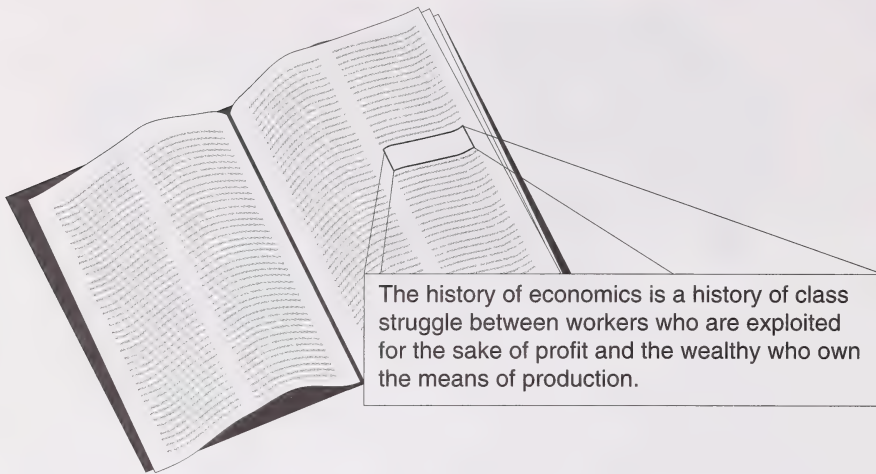 The history of economics is a history of class
struggle between workers who are exploited
for the sake of profit and the wealthy who own
the means of production.